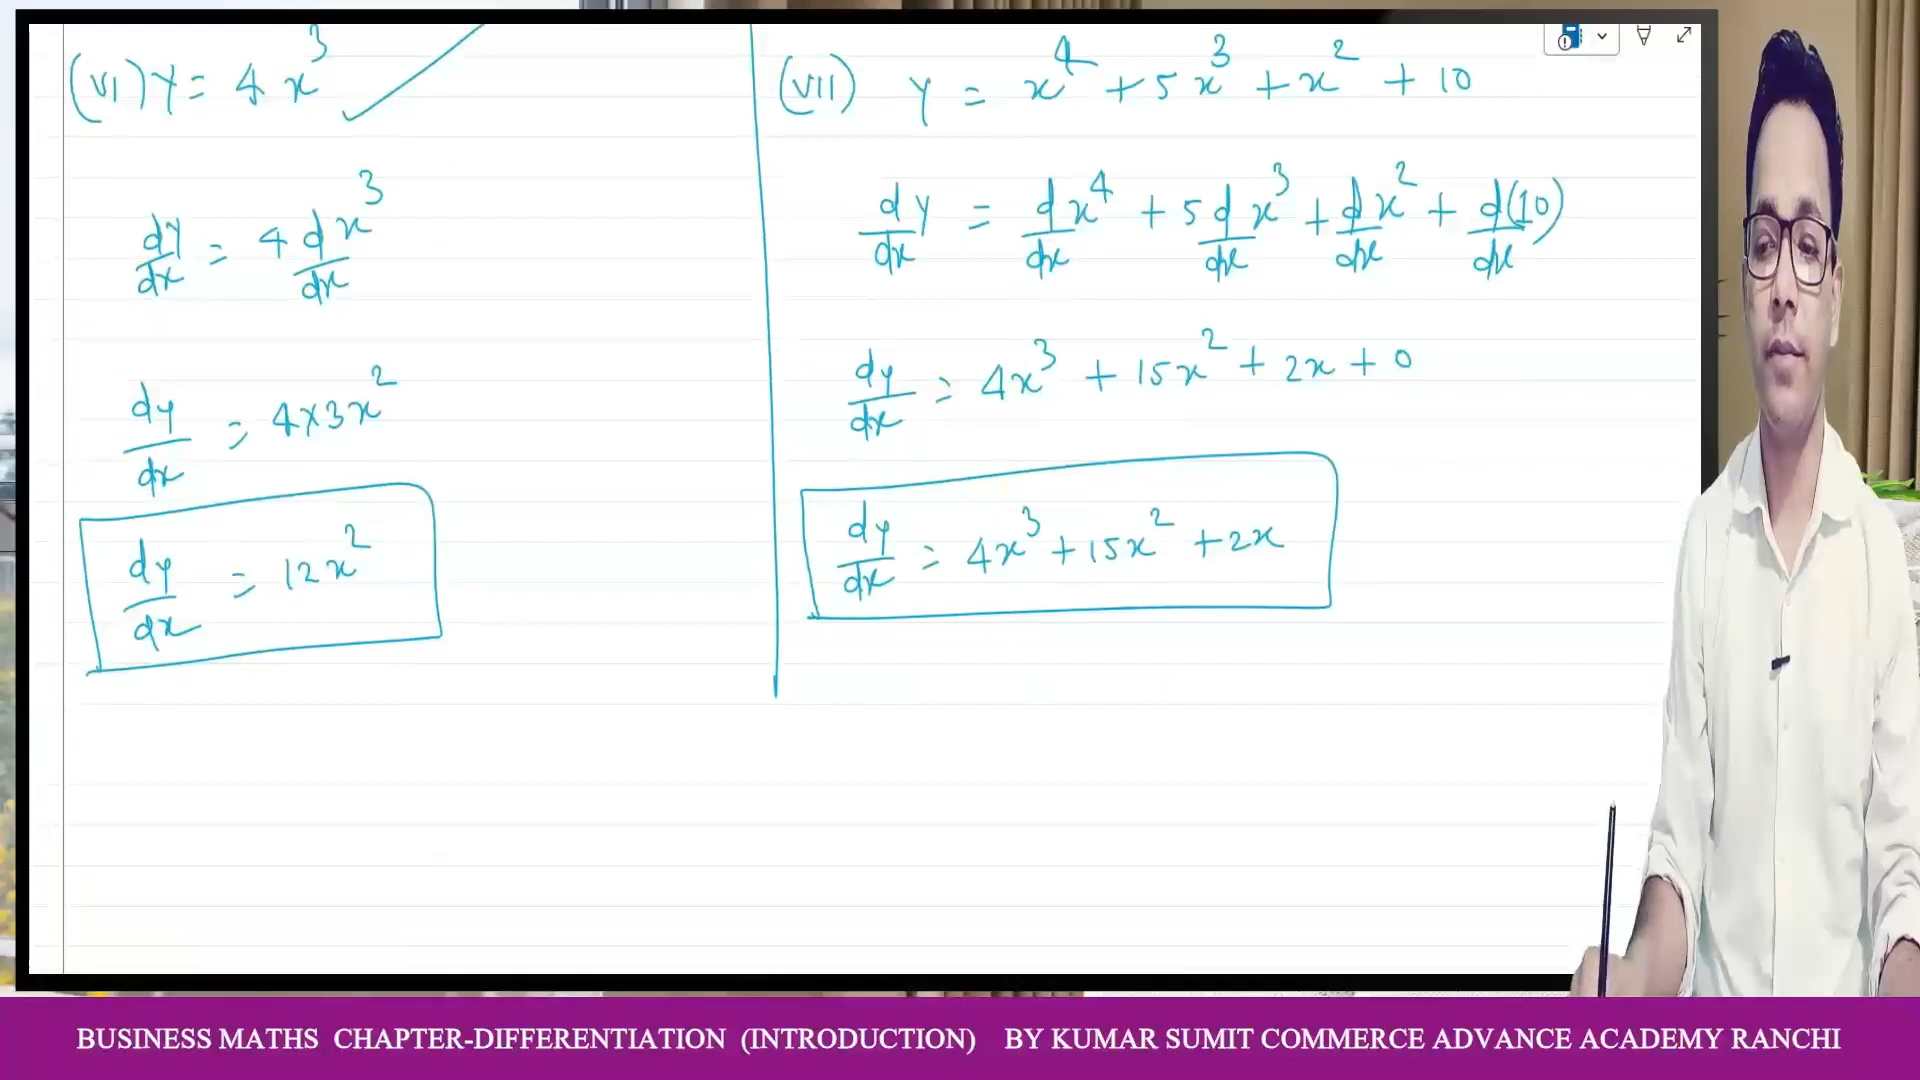 (VI) Y = 4x³
dy/dx = 4 d/dx x³
dy/dx = 4×3x²
dy/dx = 12x²
(VII) Y = x⁴ + 5x³ + x² + 10
d/dx Y = d/dx x⁴ + 5 d/dx x³ + d/dx x² + d/dx (10)
dy/dx = 4x³ + 15x² + 2x + 0
dy/dx = 4x³ + 15x² + 2x
BUSINESS MATHS CHAPTER-DIFFERENTIATION (INTRODUCTION) BY KUMAR SUMIT COMMERCE ADVANCE ACADEMY RANCHI